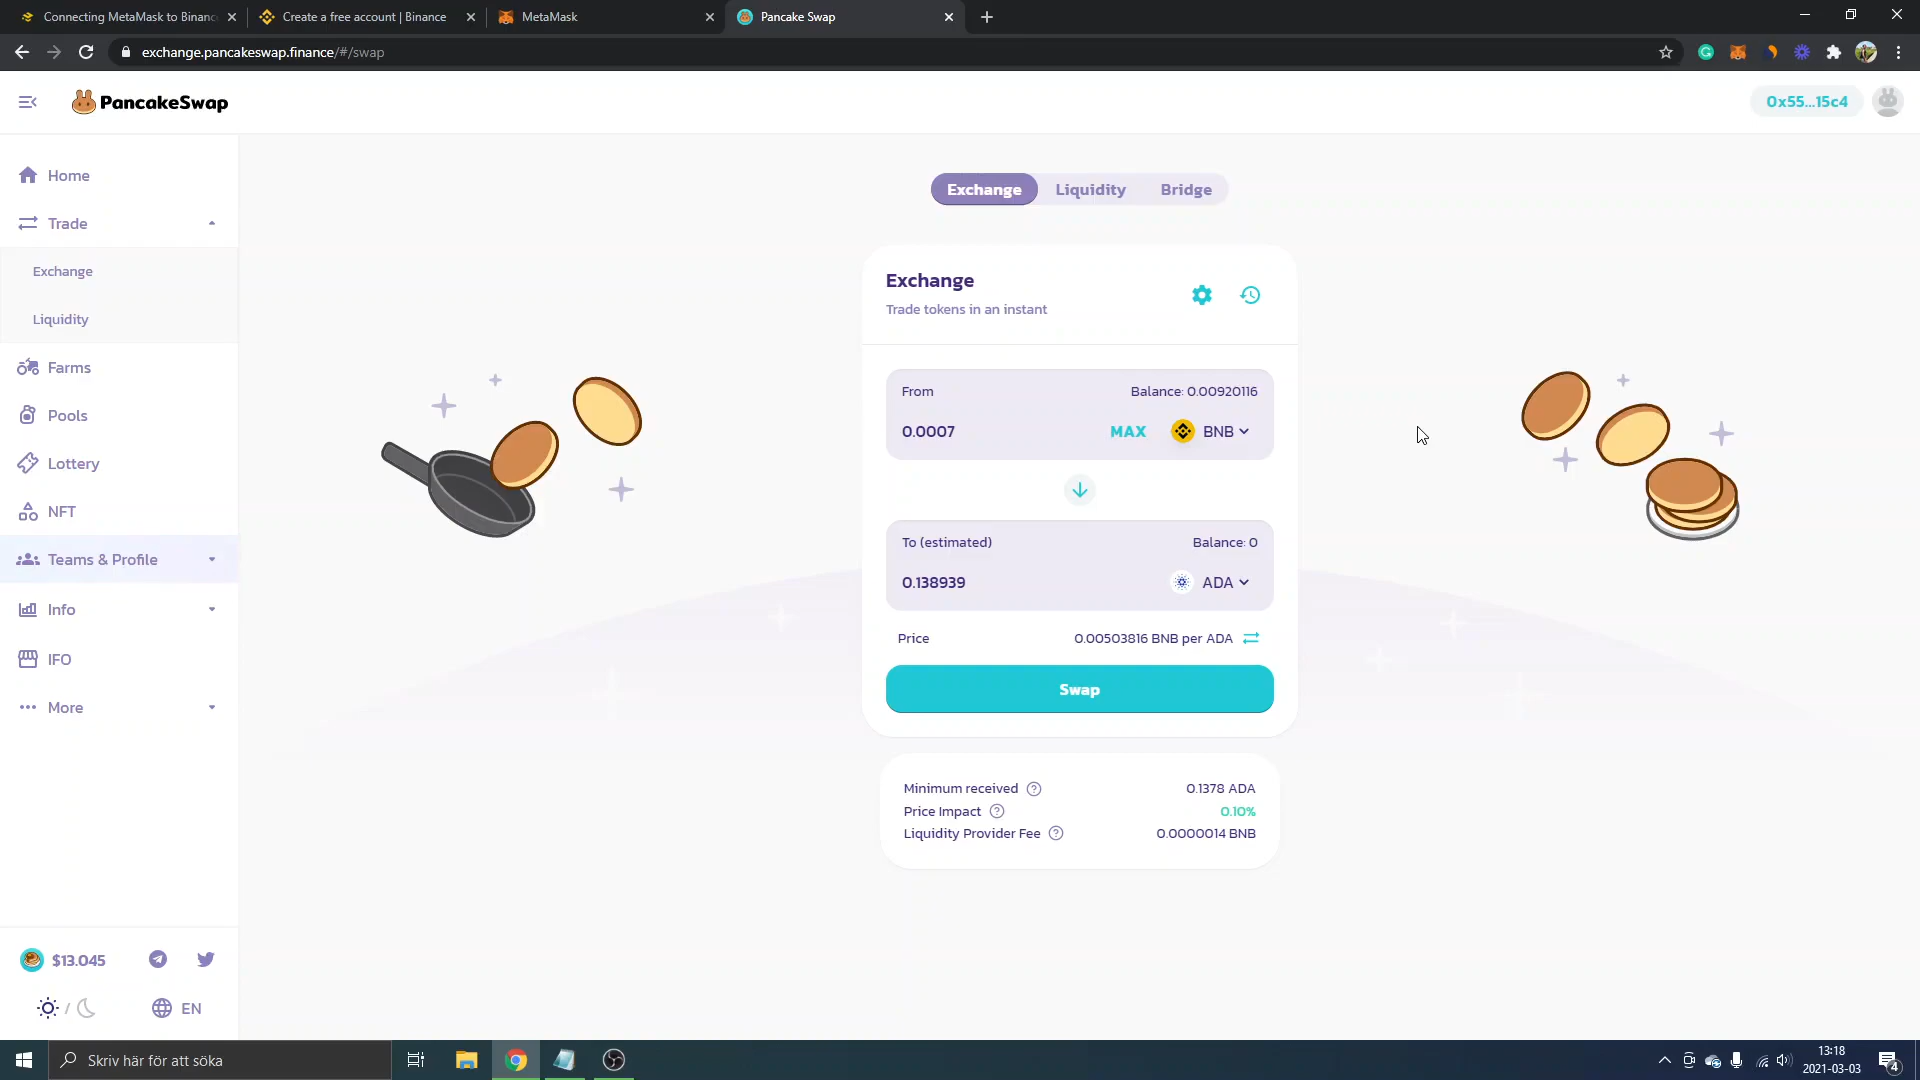 Connecting MetaMask to Binanc
Create a free account | Binance
MetaMask
Pancake Swap
exchange.pancakeswap.finance/#/swap
PancakeSwap
0x55...15c4
Home
Trade
Exchange
Liquidity
Farms
Pools
Lottery
NFT
Teams & Profile
Info
IFO
More
$13.045
/
EN
Exchange Liquidity Bridge
Exchange
Trade tokens in an instant
From Balance: 0.00920116
0.0007 MAX BNB
To (estimated) Balance: 0
0.138939 ADA
Price 0.00503816 BNB per ADA
Swap
Minimum received ? 0.1378 ADA
Price Impact ? 0.10%
Liquidity Provider Fee ? 0.0000014 BNB
Skriv här för att söka
13:18
2021-03-03
4